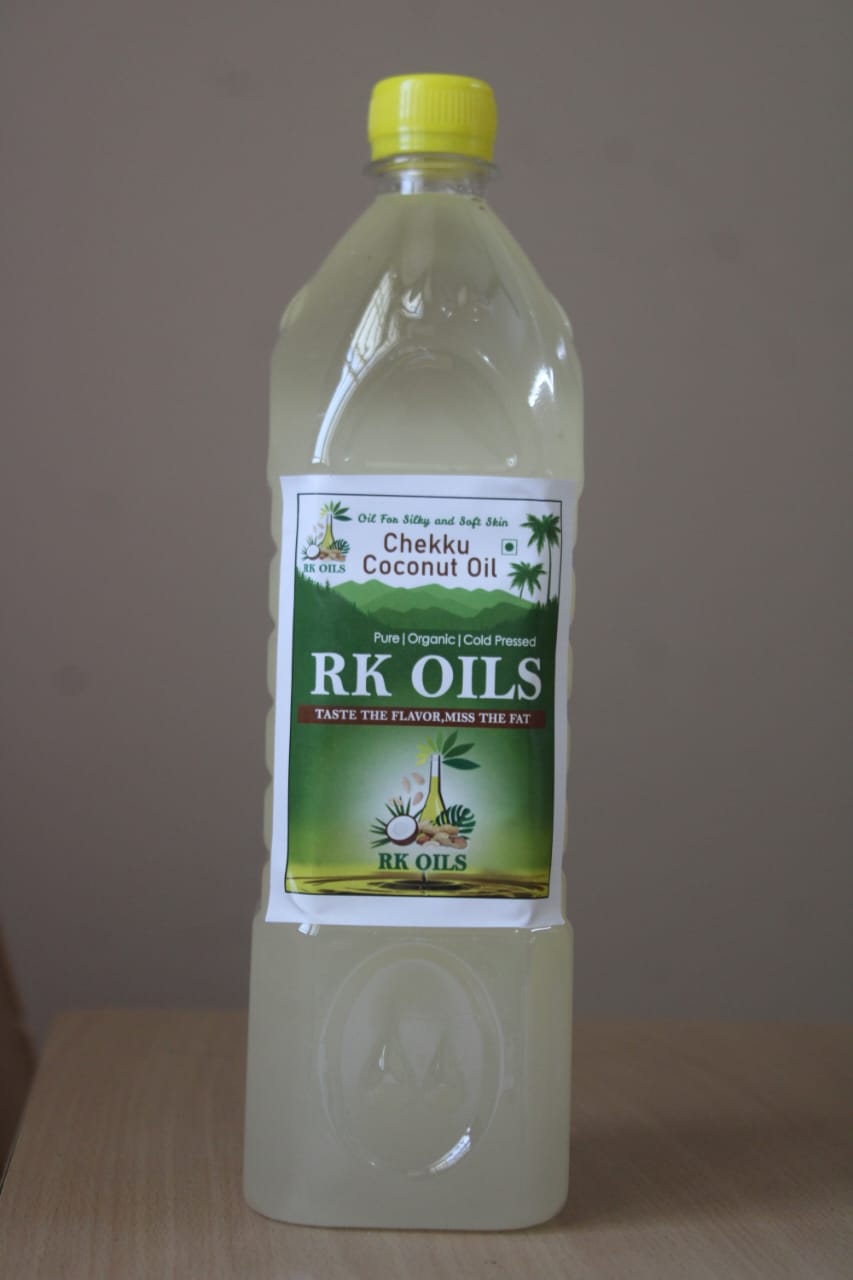 Oil For Silky and Soft Skin
Chekku
Coconut Oil
RK OILS
Pure|Organic|Cold Pressed
RK OILS
TASTE THE FLAVOR,MISS THE FAT
RK OILS